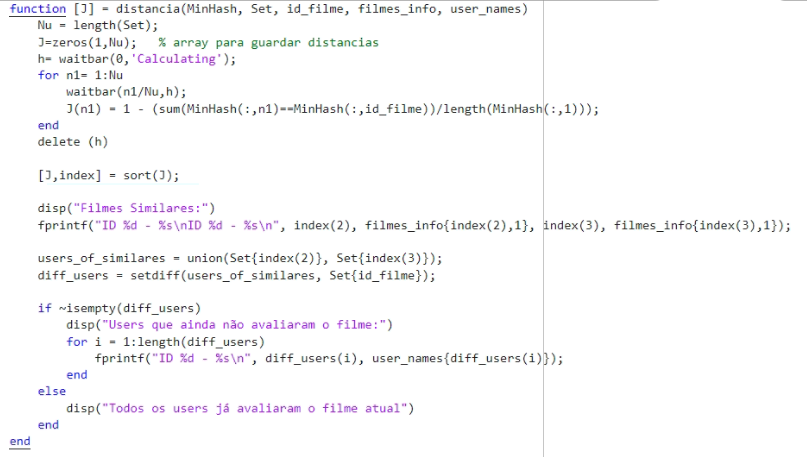 function [J] = distancia(MinHash, Set, id_filme, filmes_info, user_names)
    Nu = length(Set);
    J=zeros(1,Nu);   % array para guardar distancias
    h= waitbar(0,'Calculating');
    for n1= 1:Nu
        waitbar(n1/Nu,h);
        J(n1) = 1 - (sum(MinHash(:,n1)==MinHash(:,id_filme))/length(MinHash(:,1)));
    end
    delete (h)

    [J,index] = sort(J);

    disp("Filmes Similares:")
    fprintf("ID %d - %s\nID %d - %s\n", index(2), filmes_info{index(2),1}, index(3), filmes_info{index(3),1});

    users_of_similares = union(Set{index(2)}, Set{index(3)});
    diff_users = setdiff(users_of_similares, Set{id_filme});

    if ~isempty(diff_users)
        disp("Users que ainda não avaliaram o filme:")
        for i = 1:length(diff_users)
            fprintf("ID %d - %s\n", diff_users(i), user_names{diff_users(i)});
        end
    else
        disp("Todos os users já avaliaram o filme atual")
    end
end